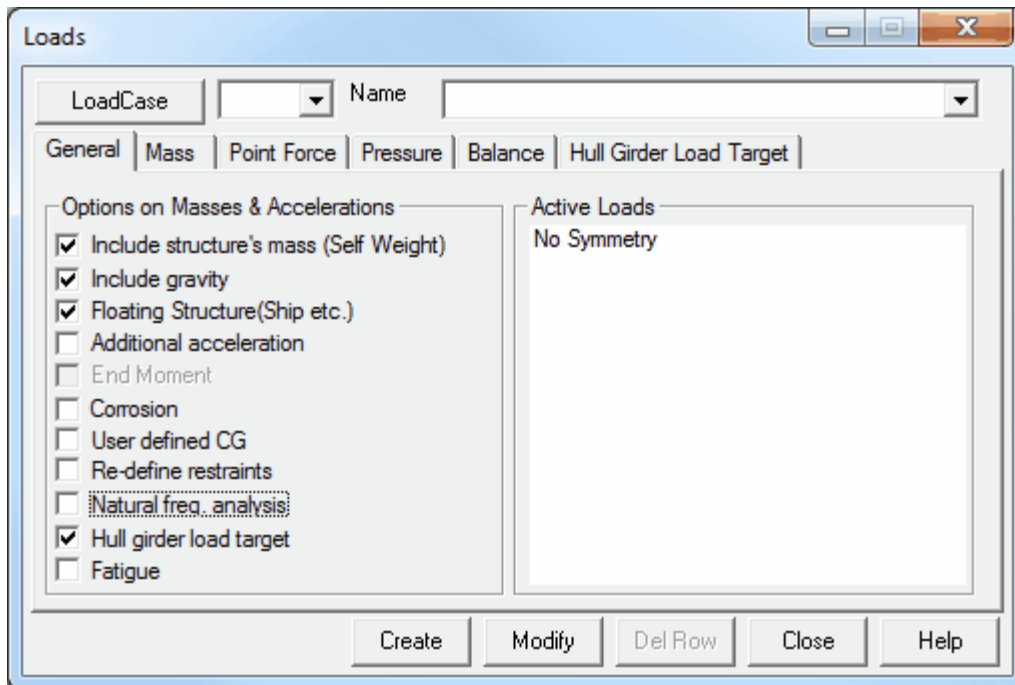 Loads
LoadCase Name
General Mass Point Force Pressure Balance Hull Girder Load Target
Options on Masses & Accelerations
Include structure's mass (Self Weight)
Include gravity
Floating Structure(Ship etc.)
Additional acceleration
End Moment
Corrosion
User defined CG
Re-define restraints
Natural freq. analysis
Hull girder load target
Fatigue
Active Loads
No Symmetry
Create Modify Del Row Close Help